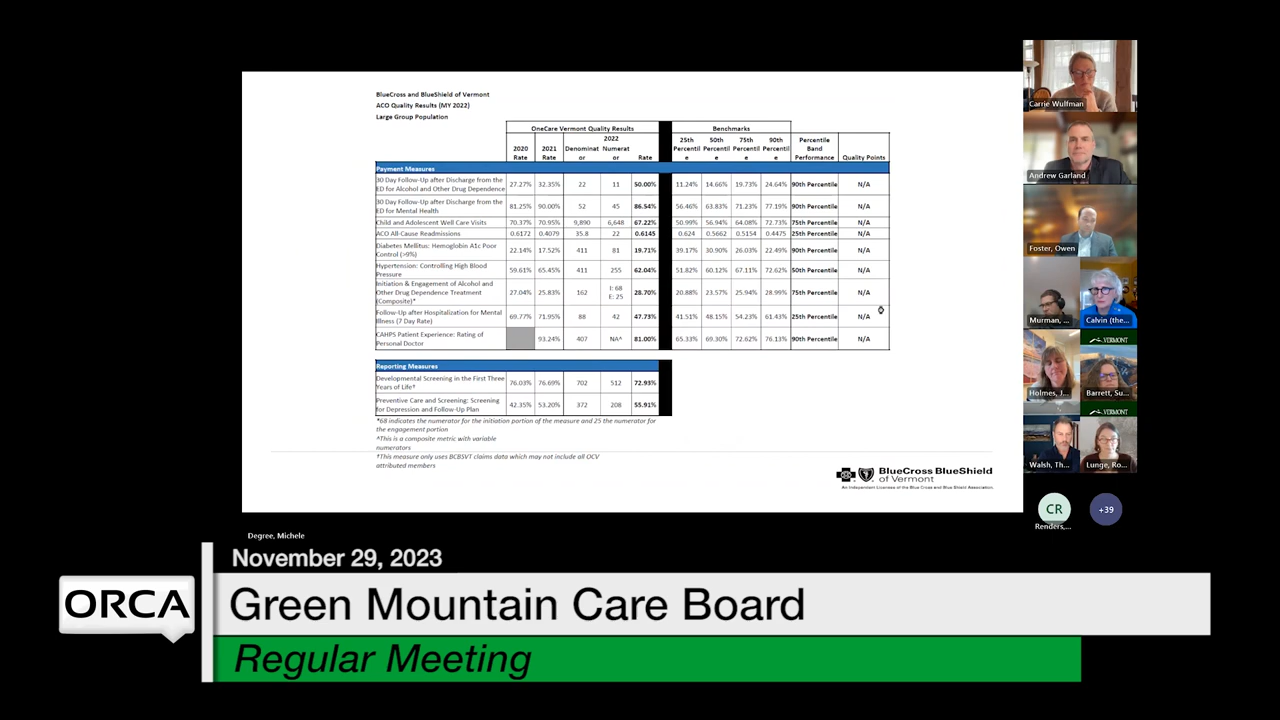 BlueCross and BlueShield of Vermont
ACO Quality Results (MY 2022)
Large Group Population
OneCare Vermont Quality Results
Benchmarks
2020 Rate 2021 Rate 2022 Denominator Numerator Rate 25th Percentile 50th Percentile 75th Percentile 90th Percentile Percentile Band Performance Quality Points
Payment Measures
30 Day Follow-Up after Discharge from the ED for Alcohol and Other Drug Dependence 27.27% 32.35% 22 11 50.00% 11.24% 14.66% 19.73% 24.64% 90th Percentile N/A
30 Day Follow-Up after Discharge from the ED for Mental Health 81.25% 90.00% 52 45 86.54% 56.46% 63.83% 71.23% 77.19% 90th Percentile N/A
Child and Adolescent Well Care Visits 70.37% 70.95% 9,890 6,648 67.22% 50.99% 56.94% 64.08% 72.73% 75th Percentile N/A
ACO All-Cause Readmissions 0.6172 0.4079 35.8 22 0.6145 0.624 0.5652 0.5154 0.4475 25th Percentile N/A
Diabetes Mellitus: Hemoglobin A1c Poor Control (>9%) 22.14% 17.52% 411 81 19.71% 39.17% 30.90% 26.03% 22.49% 90th Percentile N/A
Hypertension: Controlling High Blood Pressure 59.61% 65.45% 411 255 62.04% 51.82% 60.12% 67.11% 72.62% 50th Percentile N/A
Initiation & Engagement of Alcohol and Other Drug Dependence Treatment (Composite)* 27.04% 25.83% 162 I: 68 E: 25 28.70% 20.88% 23.57% 25.94% 28.99% 75th Percentile N/A
Follow-Up after Hospitalization for Mental Illness (7 Day Rate) 69.77% 71.95% 88 42 47.73% 41.51% 48.15% 54.23% 61.43% 25th Percentile N/A
CAHPS Patient Experience: Rating of Personal Doctor 93.24% 407 NA^ 81.00% 65.33% 69.30% 72.62% 76.13% 90th Percentile N/A
Reporting Measures
Developmental Screening in the First Three Years of Life† 76.03% 76.69% 702 512 72.93%
Preventive Care and Screening: Screening for Depression and Follow-Up Plan 42.35% 53.20% 372 208 55.91%
*68 indicates the numerator for the initiation portion of the measure and 25 the numerator for
the engagement portion
^This is a composite metric with variable
numerators
†This measure only uses BCBSVT claims data which may not include all OCV
attributed members
BlueCross BlueShield
of Vermont
An Independent Licensee of the Blue Cross and Blue Shield Association.
Carrie Wulfman
Andrew Garland
Foster, Owen
Murman, ...
Calvin (the...
VERMONT
Holmes, J...
Barrett, Su...
VERMONT
Walsh, Th...
Lunge, Ro...
CR
+39
Renders,...
Degree, Michele
November 29, 2023
ORCA
Green Mountain Care Board
Regular Meeting